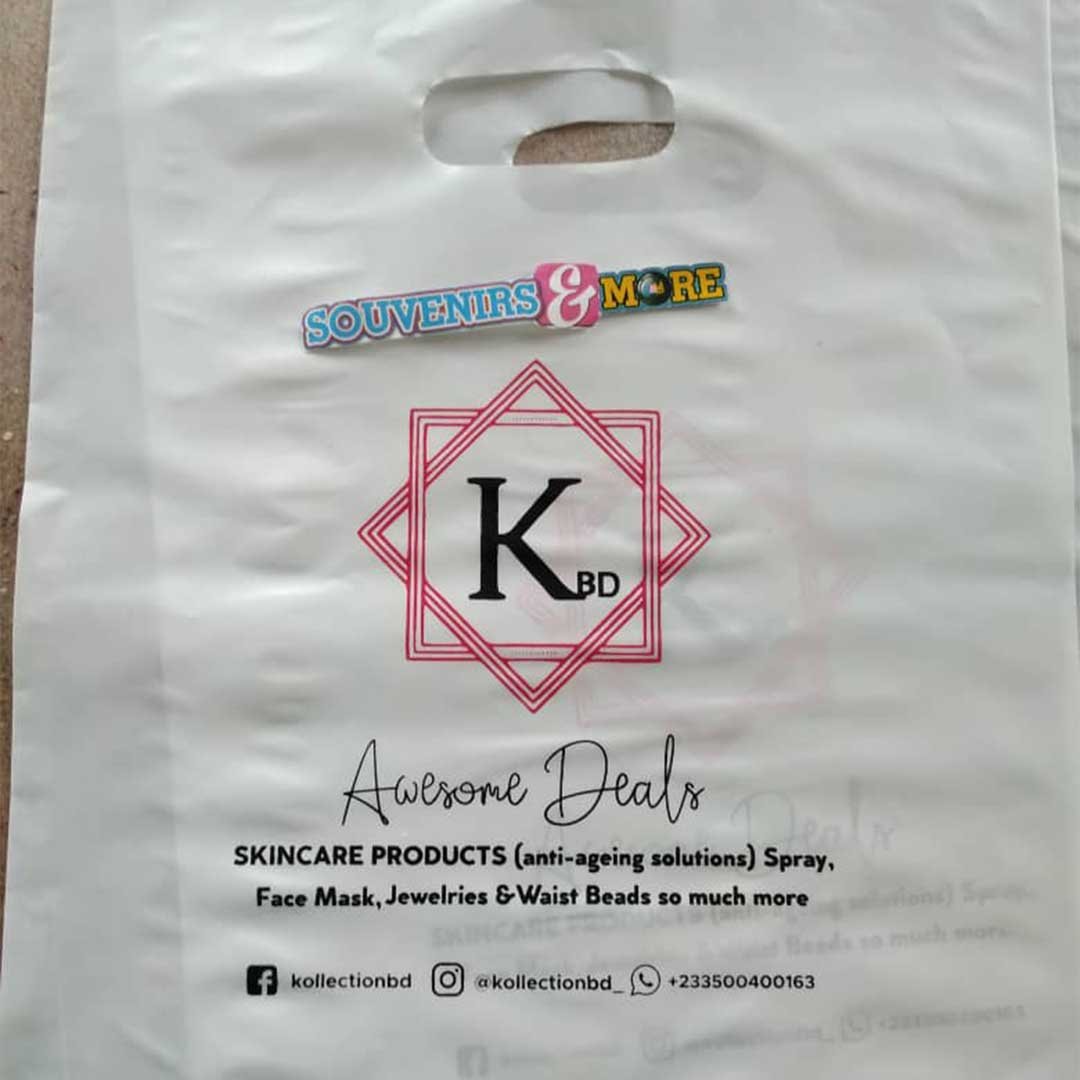 SOUVENIRS & MORE
K BD
Awesome Deals
SKINCARE PRODUCTS (anti-ageing solutions) Spray,
Face Mask, Jewelries & Waist Beads so much more
kollectionbd @kollectionbd_ +233500400163